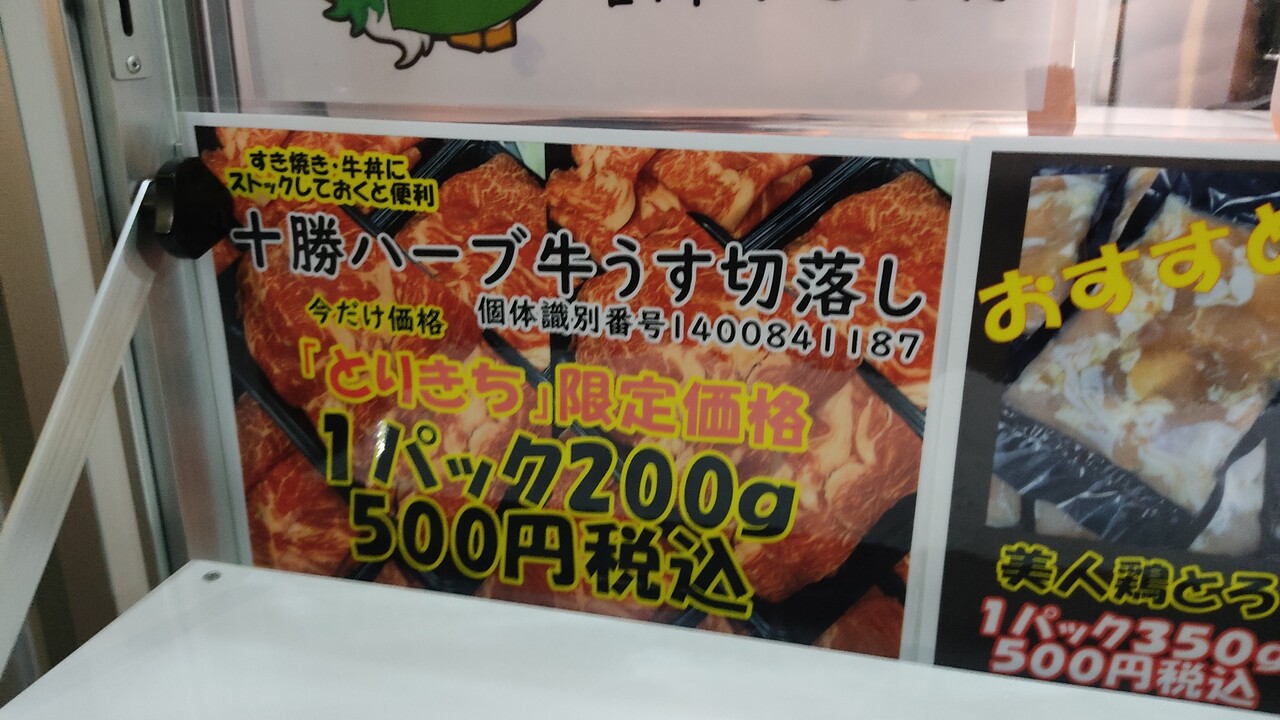 すき焼き・牛丼に
ストックしておくと便利
十勝ハーブ牛うす切落し
個体識別番号1400841187
今だけ価格
「とりきち」限定価格
1パック200g
500円税込
おすすめ
美人鶏とろ
1パック350g
500円税込